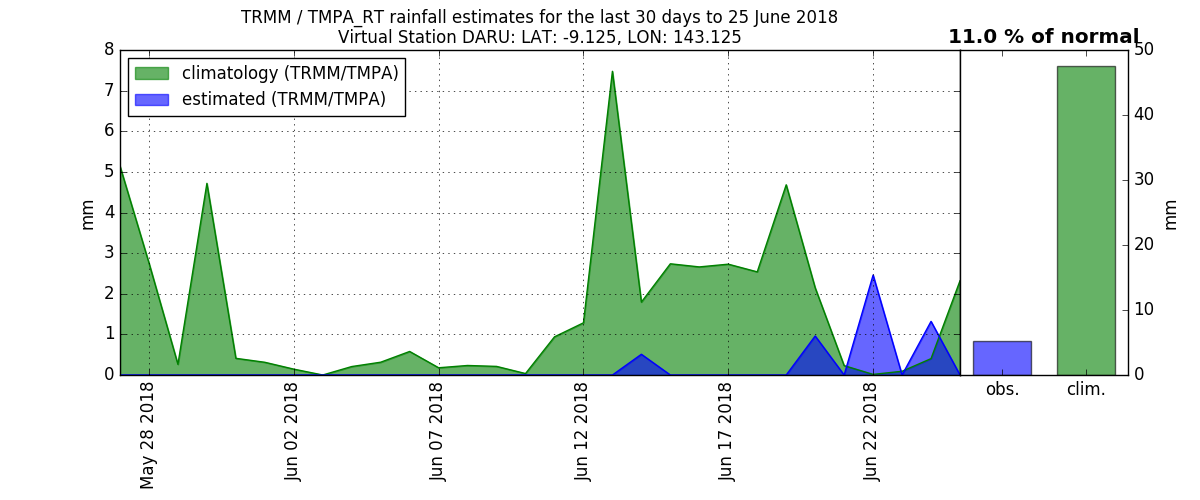 TRMM / TMPA_RT rainfall estimates for the last 30 days to 25 June 2018
Virtual Station DARU: LAT: -9.125, LON: 143.125
11.0 % of normal
climatology (TRMM/TMPA)
estimated (TRMM/TMPA)
8
7
6
5
4
3
2
1
0
mm
May 28 2018
Jun 02 2018
Jun 07 2018
Jun 12 2018
Jun 17 2018
Jun 22 2018
obs.
clim.
50
40
30
20
10
0
mm